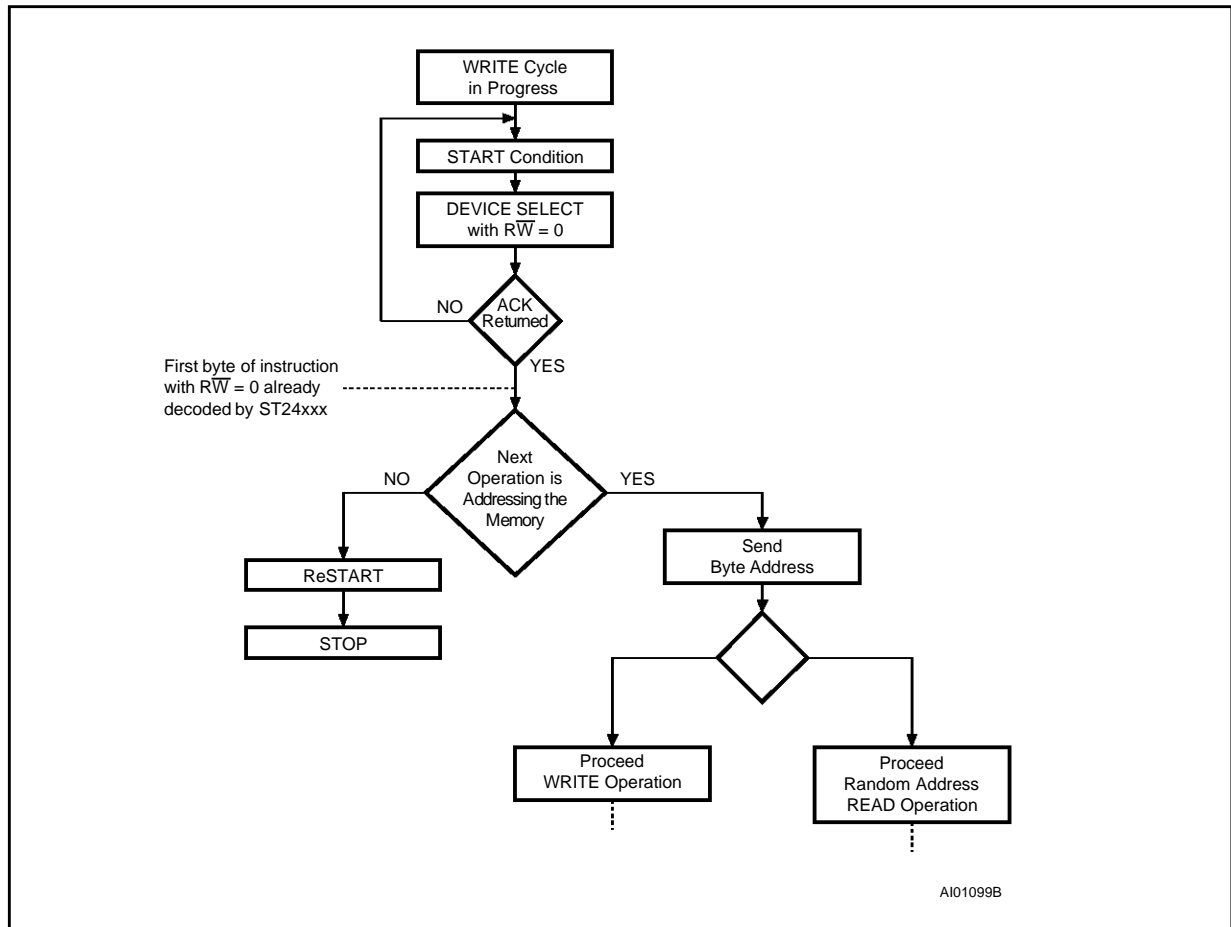 WRITE Cycle
in Progress
START Condition
DEVICE SELECT
with RW̅ = 0
NO
ACK
Returned
YES
First byte of instruction
with RW̅ = 0 already
decoded by ST24xxx
NO
Next
Operation is
Addressing the
Memory
YES
Send
Byte Address
ReSTART
STOP
Proceed
WRITE Operation
Proceed
Random Address
READ Operation
AI01099B